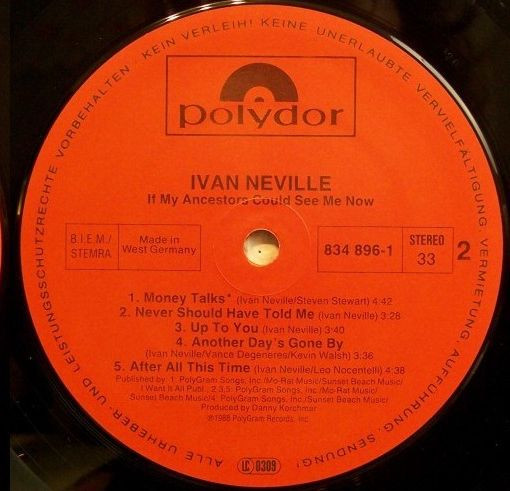 ALLE URHEBER- UND LEISTUNGSSCHUTZRECHTE VORBEHALTEN · KEIN VERLEIH! KEINE UNERLAUBTE VERVIELFÄLTIGUNG, VERMIETUNG, AUFFÜHRUNG, SENDUNG!
polydor
IVAN NEVILLE
If My Ancestors Could See Me Now
B.I.E.M./
STEMRA
Made in
West Germany
834 896-1
STEREO
33
2
1. Money Talks* (Ivan Neville/Steven Stewart) 4:42
2. Never Should Have Told Me (Ivan Neville) 3:28
3. Up To You (Ivan Neville) 3:40
4. Another Day's Gone By
(Ivan Neville/Vance Degeneres/Kevin Walsh) 3:36
5. After All This Time (Ivan Neville/Leo Nocentelli) 4:38
Published by: 1: PolyGram Songs, Inc./Mo-Rat Music/Sunset Beach Music/
I Want It All Publ.; 2,3,5: PolyGram Songs, Inc./Mo-Rat Music/
Sunset Beach Music/4: PolyGram Songs, Inc./Sunset Beach Music
Produced by Danny Kortchmar
℗1988 PolyGram Records, Inc.
LC 0309